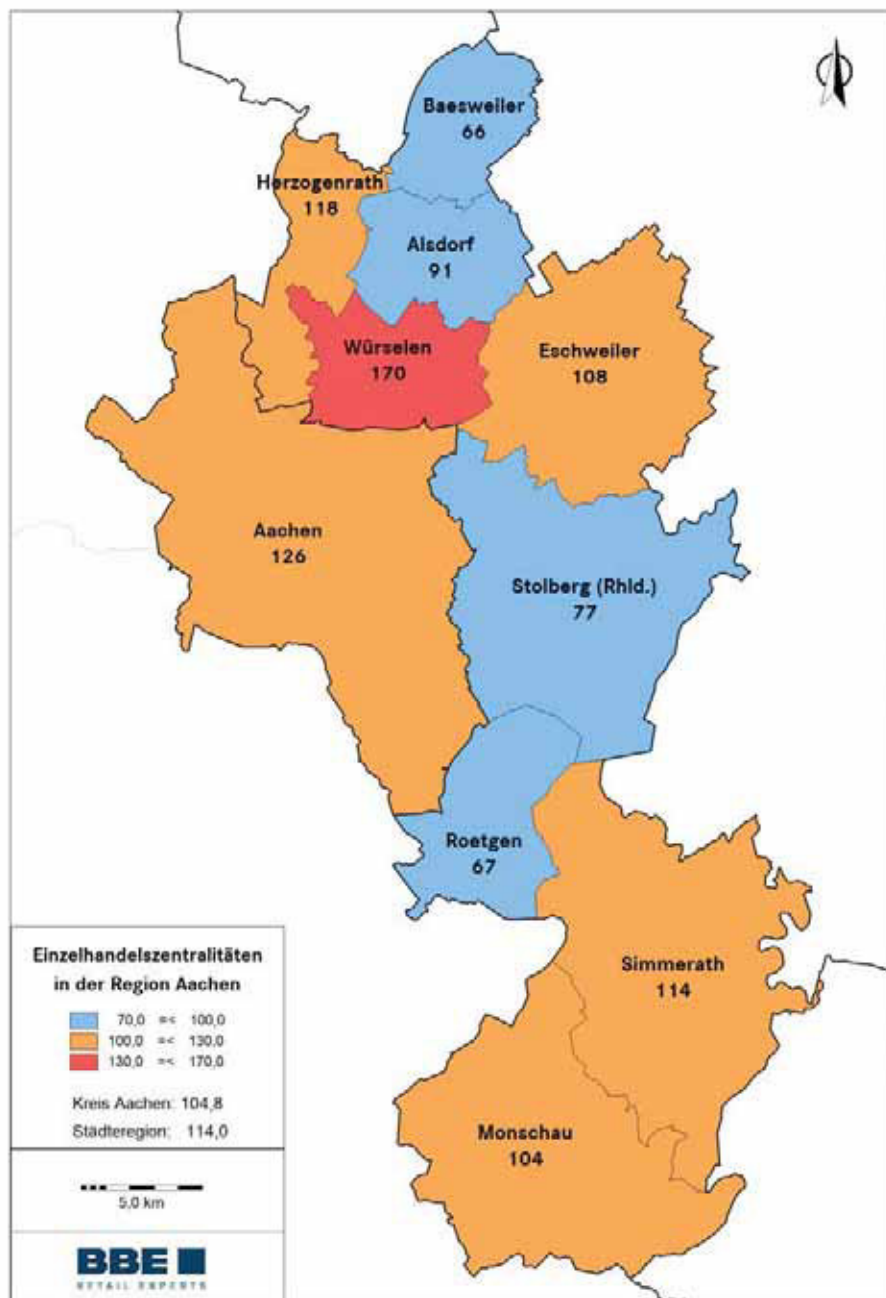 Baesweiler
66
Herzogenrath
118
Alsdorf
91
Würselen
170
Eschweiler
108
Aachen
126
Stolberg (Rhld.)
77
Roetgen
67
Simmerath
114
Monschau
104
Einzelhandelszentralitäten
in der Region Aachen
70,0 =< 100,0
100,0 =< 130,0
130,0 =< 170,0
Kreis Aachen: 104,8
Städteregion: 114,0
5,0 km
BBE
RETAIL EXPERTS